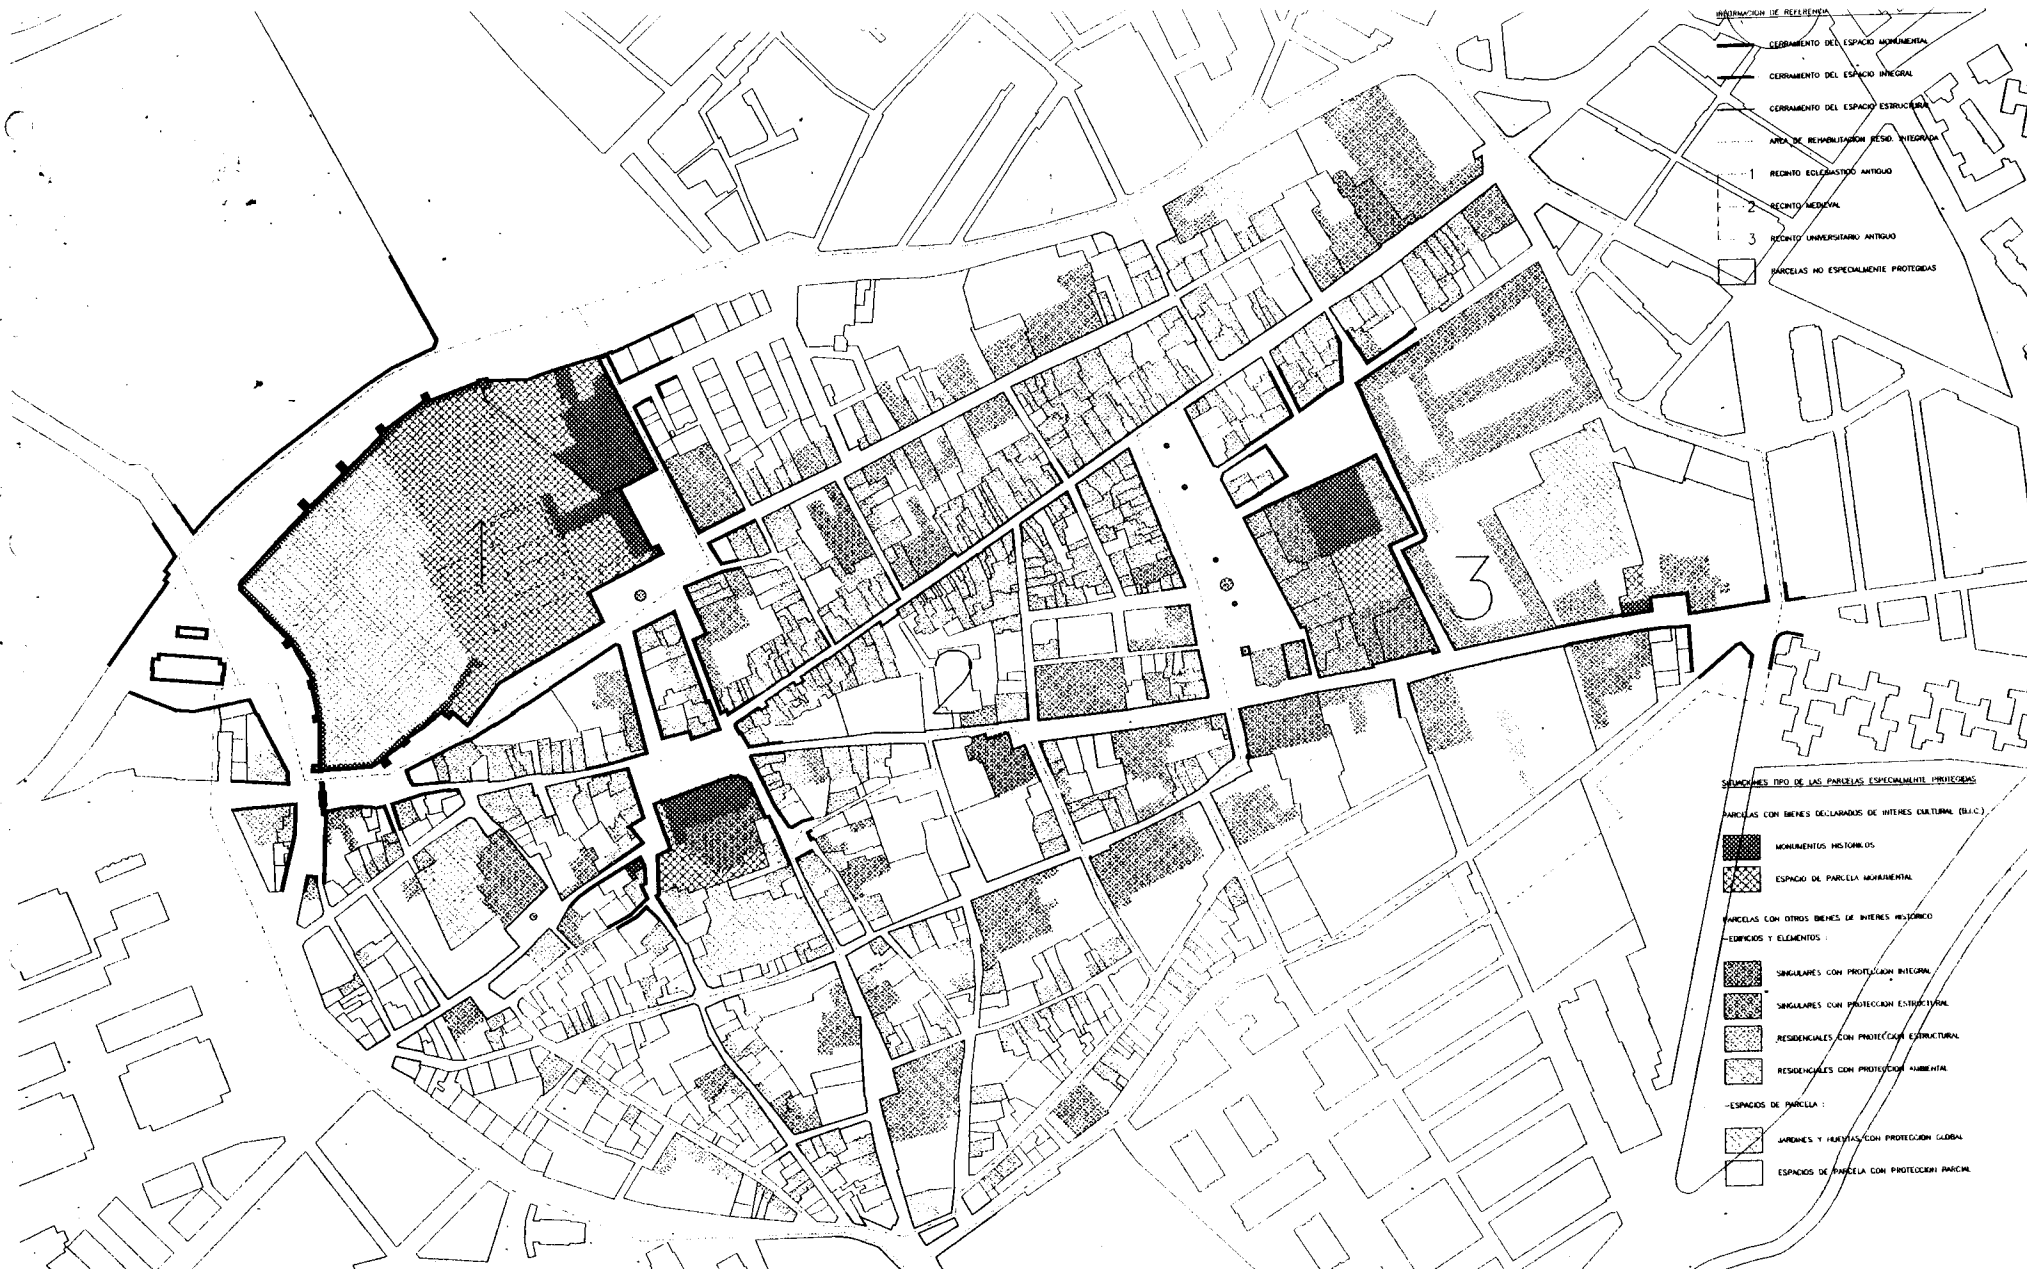 INFORMACION DE REFERENCIA
CERRAMIENTO DEL ESPACIO MONUMENTAL
CERRAMIENTO DEL ESPACIO INTEGRAL
CERRAMIENTO DEL ESPACIO ESTRUCTURAL
AREA DE REHABILITACION RESID. INTEGRADA
1 RECINTO ECLESIASTICO ANTIGUO
2 RECINTO MEDIEVAL
3 RECINTO UNIVERSITARIO ANTIGUO
PARCELAS NO ESPECIALMENTE PROTEGIDAS
1
2
3
SITUACIONES TIPO DE LAS PARCELAS ESPECIALMENTE PROTEGIDAS
PARCELAS CON BIENES DECLARADOS DE INTERES CULTURAL (B.I.C.)
MONUMENTOS HISTORICOS
ESPACIO DE PARCELA MONUMENTAL
PARCELAS CON OTROS BIENES DE INTERES HISTORICO
-EDIFICIOS Y ELEMENTOS :
SINGULARES CON PROTECCION INTEGRAL
SINGULARES CON PROTECCION ESTRUCTURAL
RESIDENCIALES CON PROTECCION ESTRUCTURAL
RESIDENCIALES CON PROTECCION AMBIENTAL
-ESPACIOS DE PARCELA :
JARDINES Y HUERTAS CON PROTECCION GLOBAL
ESPACIOS DE PARCELA CON PROTECCION PARCIAL